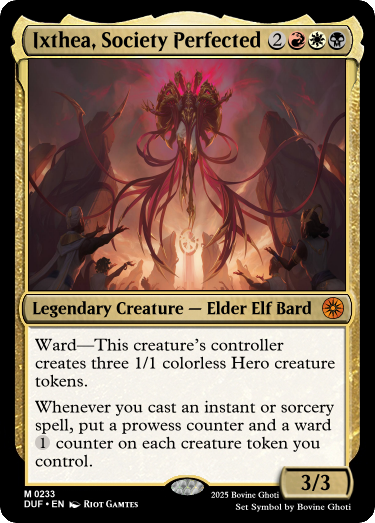 Ixthea, Society Perfected 2
Legendary Creature — Elder Elf Bard
Ward—This creature's controller
creates three 1/1 colorless Hero creature
tokens.
Whenever you cast an instant or sorcery
spell, put a prowess counter and a ward
1 counter on each creature token you
control.
3/3
M 0233
DUF • EN Riot Gamtes
2025 Bovine Ghoti
Set Symbol by Bovine Ghoti